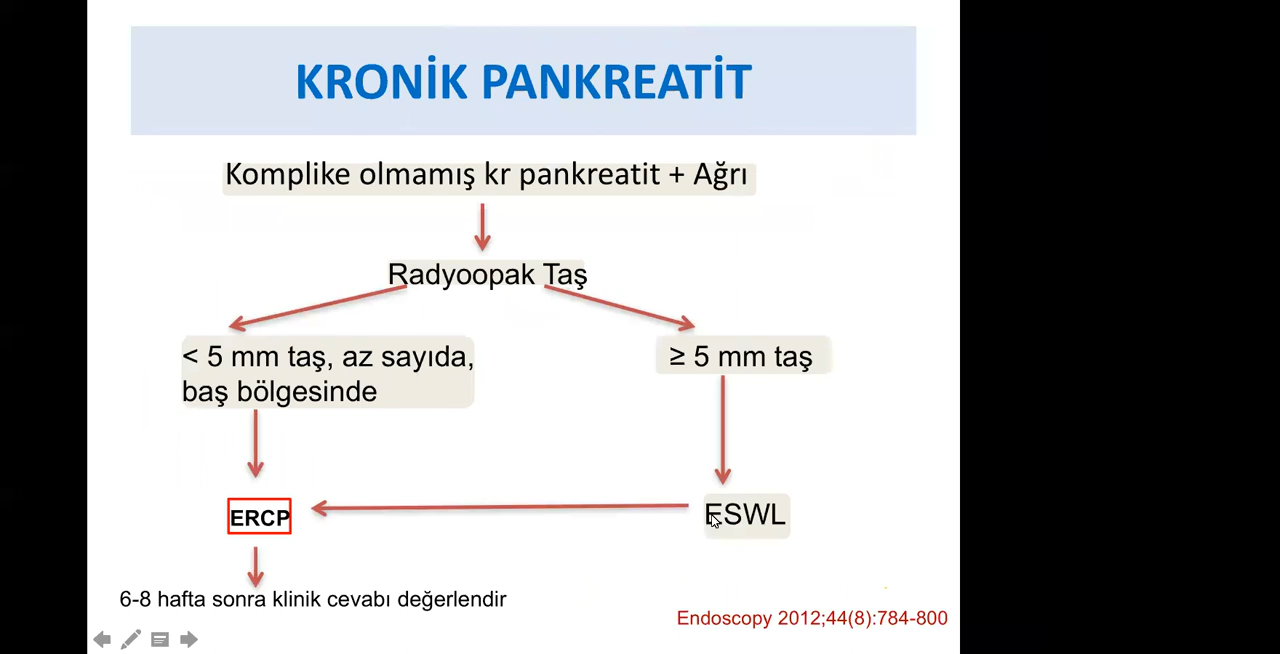 KRONİK PANKREATİT
Komplike olmamış kr pankreatit + Ağrı
Radyoopak Taş
< 5 mm taş, az sayıda,
baş bölgesinde
≥ 5 mm taş
ERCP
ESWL
6-8 hafta sonra klinik cevabı değerlendir
Endoscopy 2012;44(8):784-800